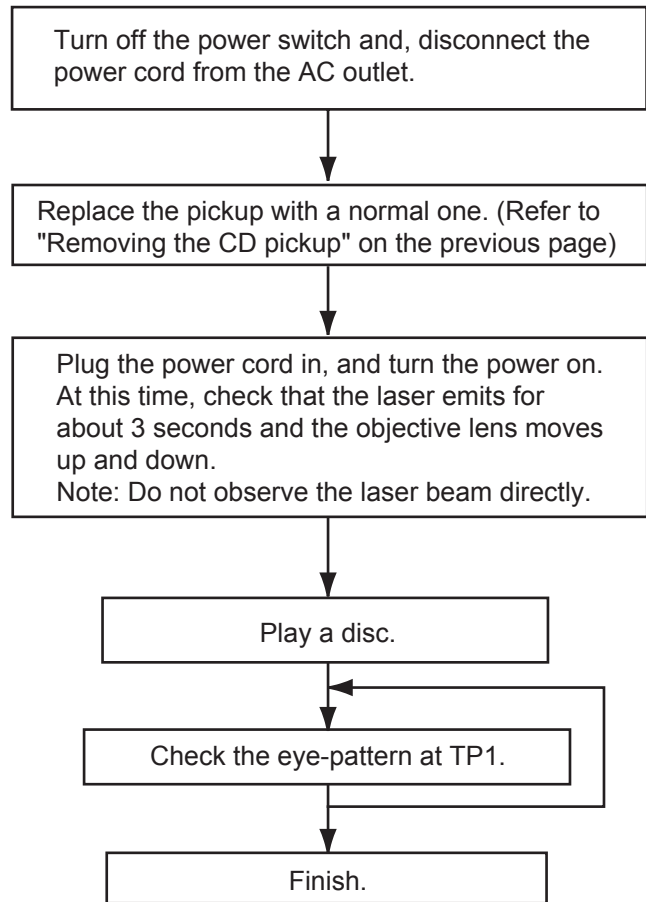 Turn off the power switch and, disconnect the
power cord from the AC outlet.
Replace the pickup with a normal one. (Refer to
"Removing the CD pickup" on the previous page)
Plug the power cord in, and turn the power on.
At this time, check that the laser emits for
about 3 seconds and the objective lens moves
up and down.
Note: Do not observe the laser beam directly.
Play a disc.
Check the eye-pattern at TP1.
Finish.